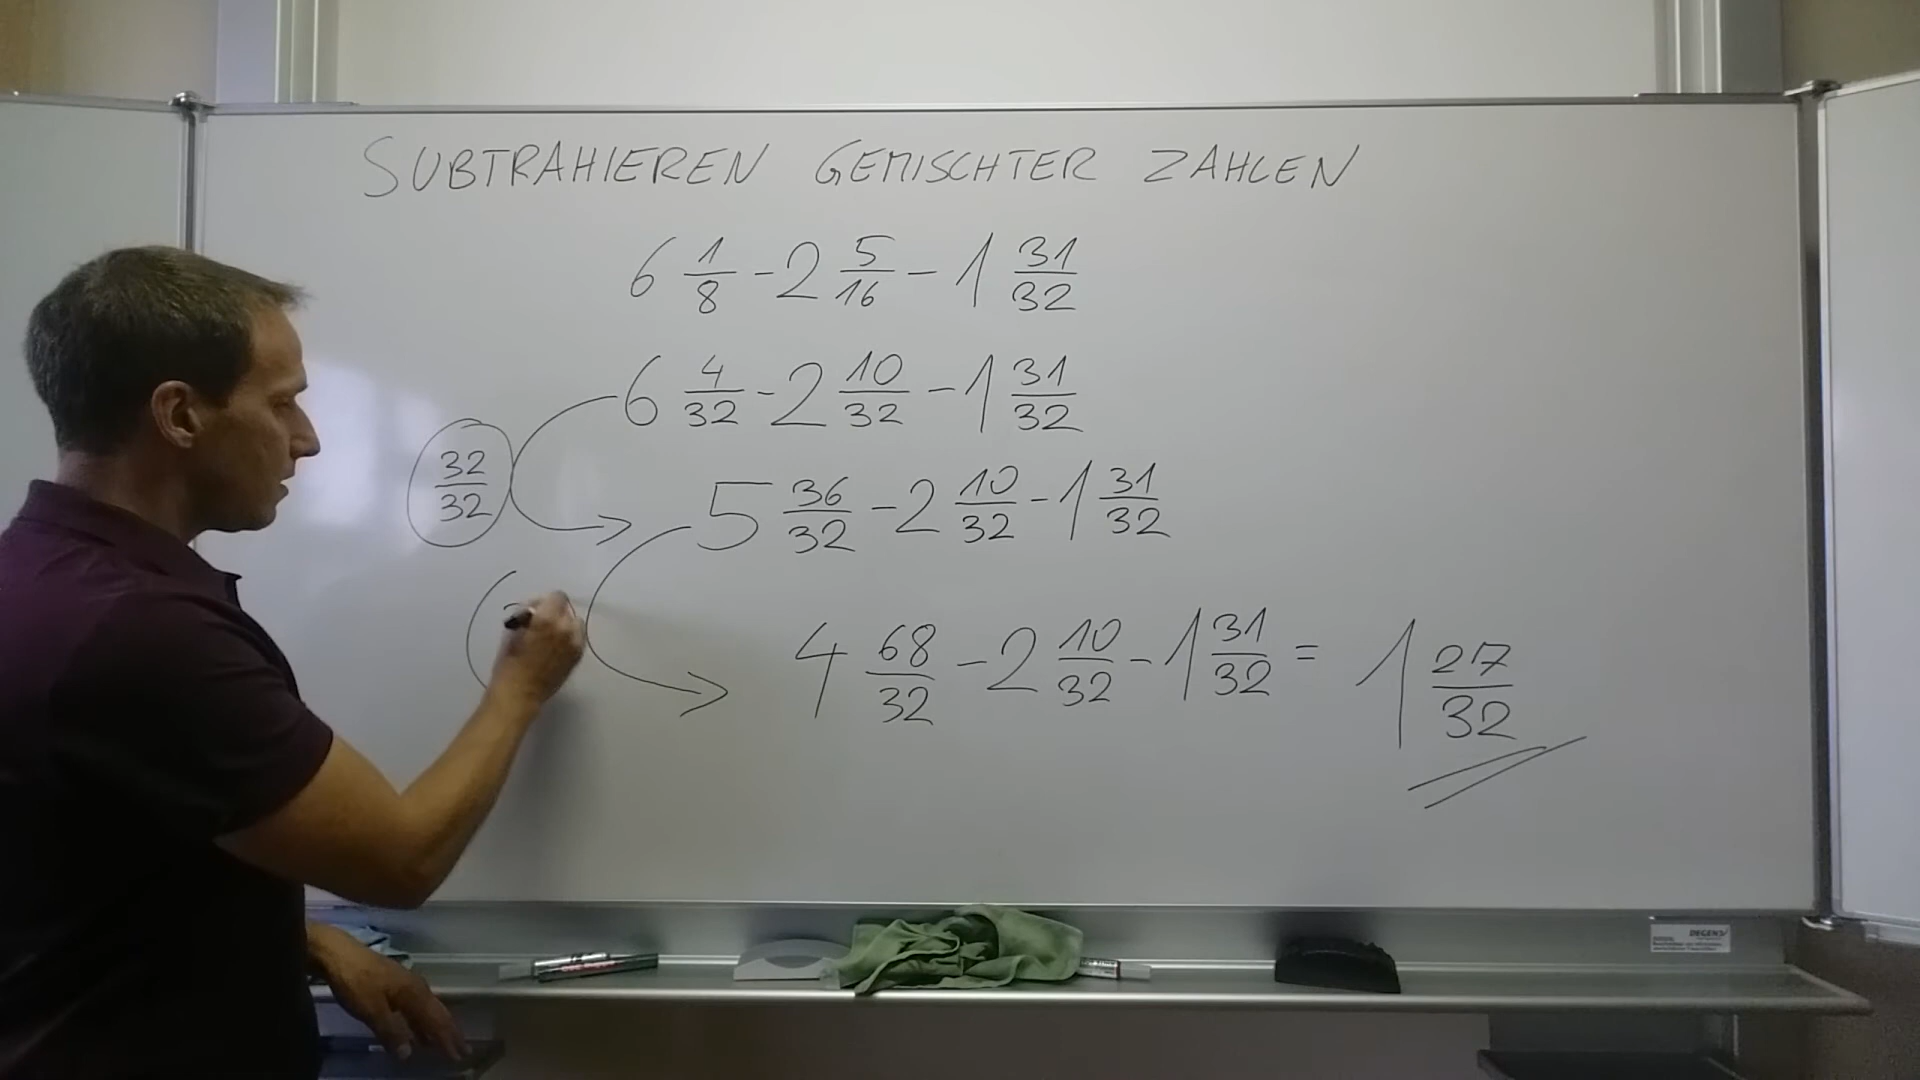 SUBTRAHIEREN GEMISCHTER ZAHLEN
6 1/8 - 2 5/16 - 1 31/32
6 4/32 - 2 10/32 - 1 31/32
32/32
5 36/32 - 2 10/32 - 1 31/32
4 68/32 - 2 10/32 - 1 31/32 = 1 27/32
DEGEN